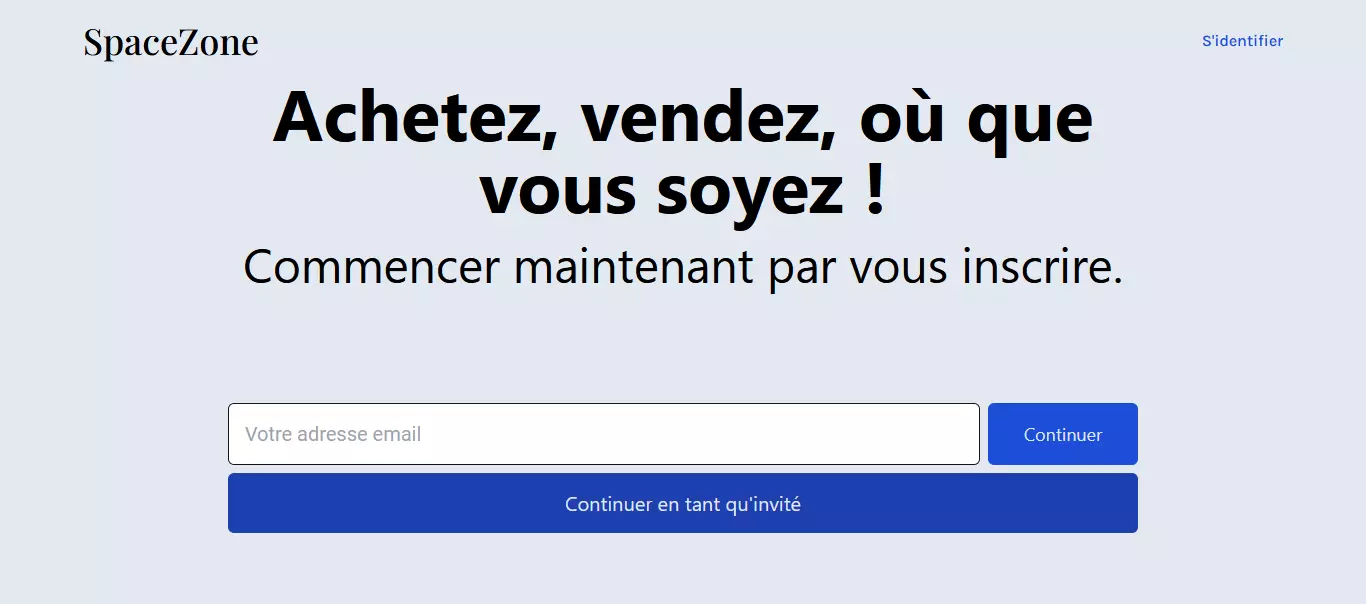 SpaceZone
S'identifier
Achetez, vendez, où que
vous soyez !
Commencer maintenant par vous inscrire.
Votre adresse email
Continuer
Continuer en tant qu'invité